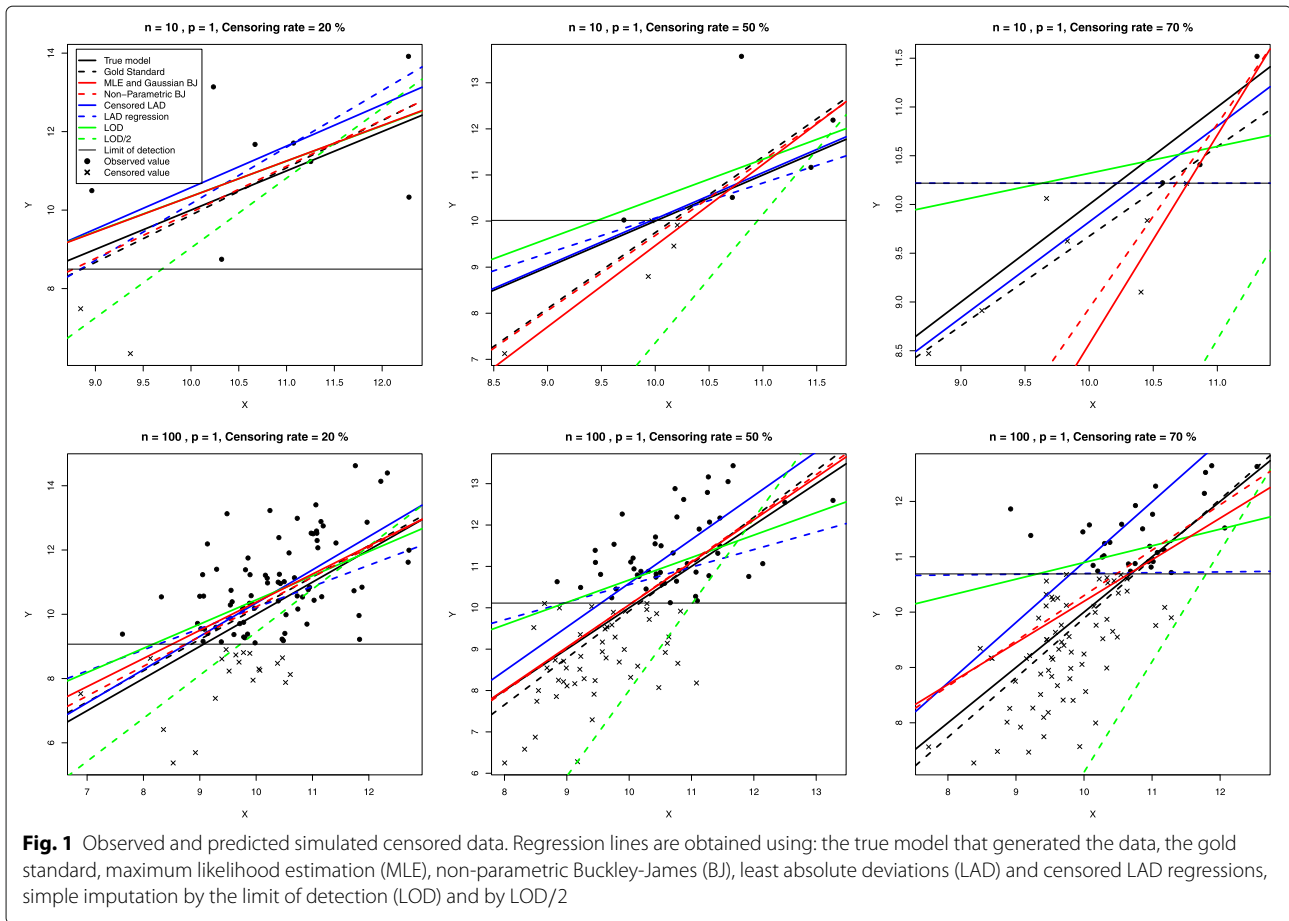 n = 10 , p = 1, Censoring rate = 20 %
Y
14
12
10
8
True model
Gold Standard
MLE and Gaussian BJ
Non−Parametric BJ
Censored LAD
LAD regression
LOD
LOD/2
Limit of detection
Observed value
Censored value
9.0 9.5 10.0 10.5 11.0 11.5 12.0
X
n = 10 , p = 1, Censoring rate = 50 %
Y
13
12
11
10
9
8
7
8.5 9.0 9.5 10.0 10.5 11.0 11.5
X
n = 10 , p = 1, Censoring rate = 70 %
Y
11.5
11.0
10.5
10.0
9.5
9.0
8.5
9.0 9.5 10.0 10.5 11.0
X
n = 100 , p = 1, Censoring rate = 20 %
Y
14
12
10
8
6
7 8 9 10 11 12
X
n = 100 , p = 1, Censoring rate = 50 %
Y
13
12
11
10
9
8
7
6
8 9 10 11 12 13
X
n = 100 , p = 1, Censoring rate = 70 %
Y
12
11
10
9
8
8 9 10 11 12
X
Fig. 1 Observed and predicted simulated censored data. Regression lines are obtained using: the true model that generated the data, the gold
standard, maximum likelihood estimation (MLE), non-parametric Buckley-James (BJ), least absolute deviations (LAD) and censored LAD regressions,
simple imputation by the limit of detection (LOD) and by LOD/2